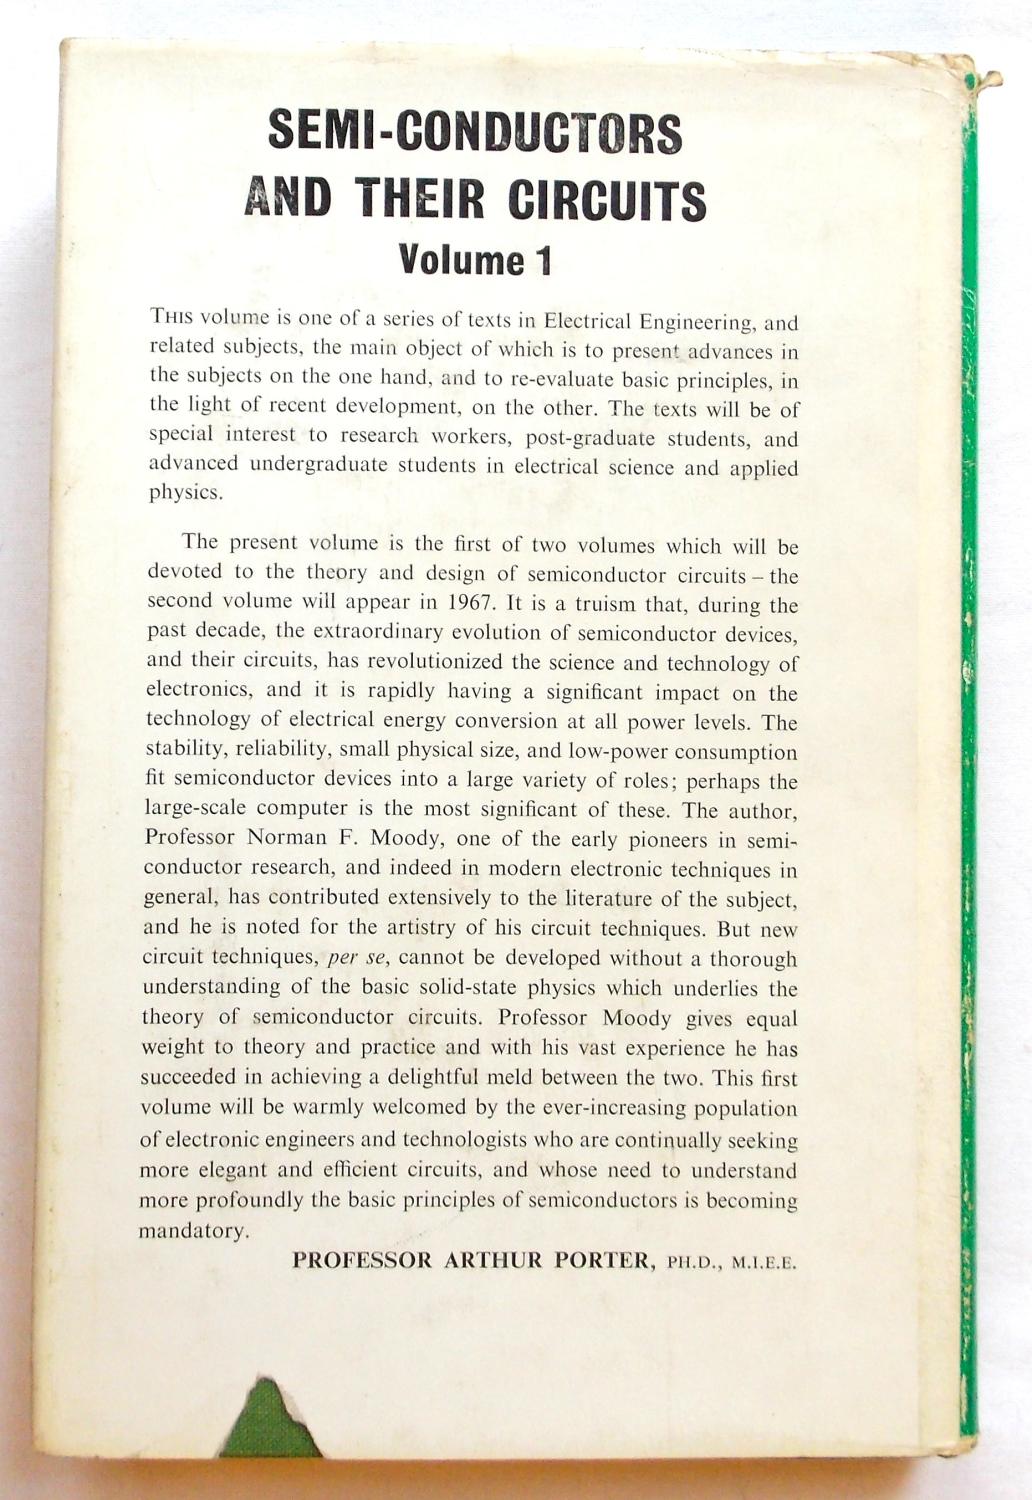 SEMI-CONDUCTORS
AND THEIR CIRCUITS
Volume 1
THIS volume is one of a series of texts in Electrical Engineering, and
related subjects, the main object of which is to present advances in
the subjects on the one hand, and to re-evaluate basic principles, in
the light of recent development, on the other. The texts will be of
special interest to research workers, post-graduate students, and
advanced undergraduate students in electrical science and applied
physics.
The present volume is the first of two volumes which will be
devoted to the theory and design of semiconductor circuits – the
second volume will appear in 1967. It is a truism that, during the
past decade, the extraordinary evolution of semiconductor devices,
and their circuits, has revolutionized the science and technology of
electronics, and it is rapidly having a significant impact on the
technology of electrical energy conversion at all power levels. The
stability, reliability, small physical size, and low-power consumption
fit semiconductor devices into a large variety of roles; perhaps the
large-scale computer is the most significant of these. The author,
Professor Norman F. Moody, one of the early pioneers in semi-
conductor research, and indeed in modern electronic techniques in
general, has contributed extensively to the literature of the subject,
and he is noted for the artistry of his circuit techniques. But new
circuit techniques, per se, cannot be developed without a thorough
understanding of the basic solid-state physics which underlies the
theory of semiconductor circuits. Professor Moody gives equal
weight to theory and practice and with his vast experience he has
succeeded in achieving a delightful meld between the two. This first
volume will be warmly welcomed by the ever-increasing population
of electronic engineers and technologists who are continually seeking
more elegant and efficient circuits, and whose need to understand
more profoundly the basic principles of semiconductors is becoming
mandatory.
PROFESSOR ARTHUR PORTER, PH.D., M.I.E.E.